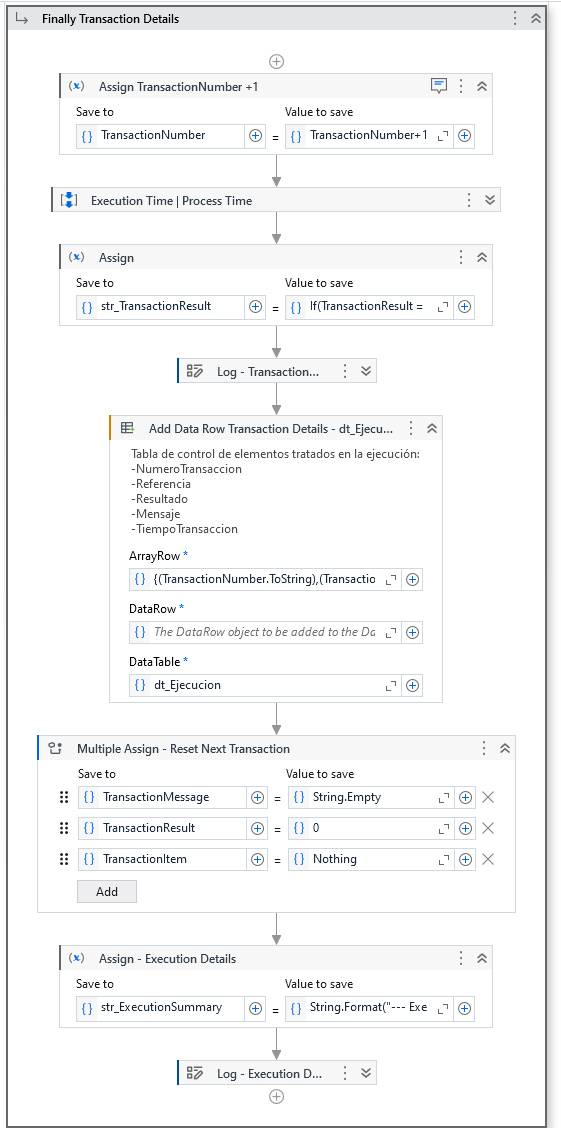 Finally Transaction Details
Assign TransactionNumber +1
Save to
Value to save
TransactionNumber
=
TransactionNumber+1
Execution Time | Process Time
Assign
Save to
Value to save
str_TransactionResult
=
If(TransactionResult =
Log - Transaction...
Add Data Row Transaction Details - dt_Ejecu...
Tabla de control de elementos tratados en la ejecución:
-NumeroTransaccion
-Referencia
-Resultado
-Mensaje
-TiempoTransaccion
ArrayRow *
{(TransactionNumber.ToString),(Transactio
DataRow *
The DataRow object to be added to the Da
DataTable *
dt_Ejecucion
Multiple Assign - Reset Next Transaction
Save to
Value to save
TransactionMessage
=
String.Empty
TransactionResult
=
0
TransactionItem
=
Nothing
Add
Assign - Execution Details
Save to
Value to save
str_ExecutionSummary
=
String.Format("--- Exe
Log - Execution D...